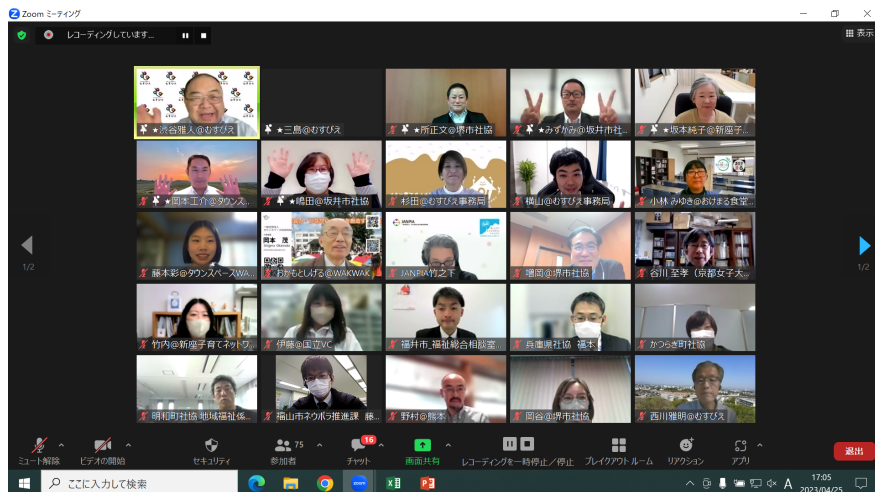 Zoom ミーティング
レコーディングしています...
表示
★渋谷雅人@むすびえ
★三島@むすびえ
★所正文@堺市社協
★みずかみ@坂井市社...
★坂本純子@新座子...
★岡本工介@タウンス...
★嶋田@坂井市社協
杉田@むすびえ事務局
横山@むすびえ事務局
小林 みゆき@おけまる食堂...
藤本彩@タウンスペースWA...
岡本 茂
おかもとしげる@WAKWAK
JANPIA
JANPIA竹之下
増岡@堺市社協
谷川 至孝（京都女子大...
1/2
1/2
竹内@新座子育てネットワ...
伊藤@国立VC
福井市_福祉総合相談室...
兵庫県社協 福本
かつらぎ町社協
明和町社協 地域福祉係...
福山市ネウボラ推進課 藤...
野村@熊本
岡谷@堺市社協
西川雅明@むすびえ
ミュート解除
ビデオの開始
セキュリティ
75
参加者
16
チャット
画面共有
レコーディングを一時停止／停止
ブレイクアウト ルーム
リアクション
アプリ
退出
ここに入力して検索
zoom
A
17:05
2023/04/25